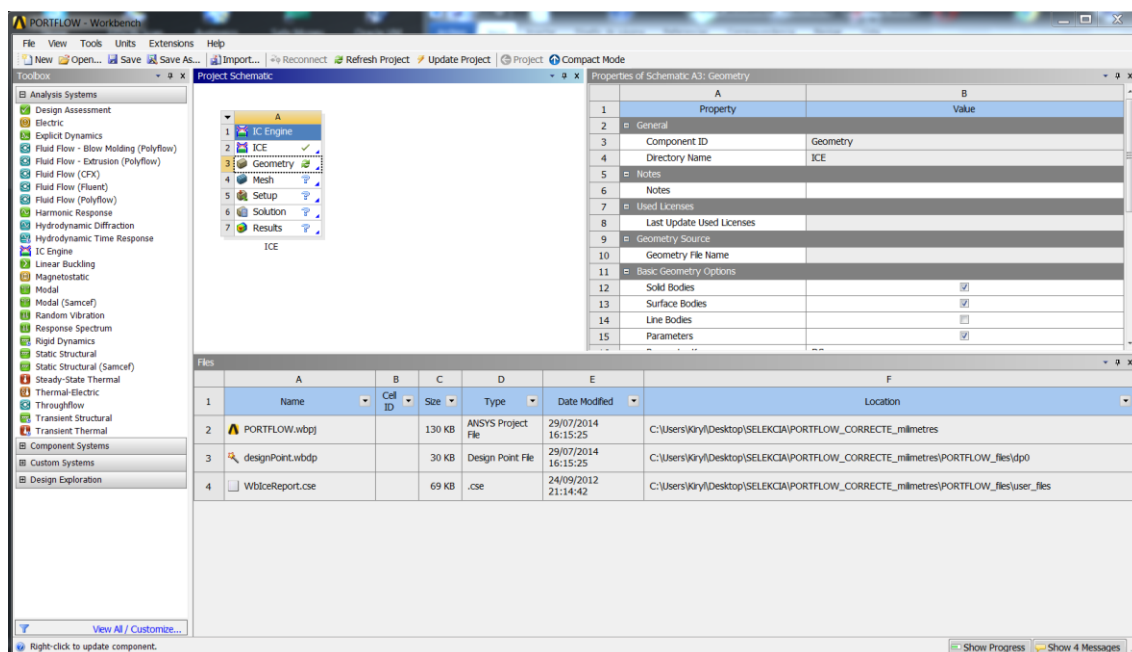 PORTFLOW - Workbench
File View Tools Units Extensions Help
New Open... Save Save As... Import... Reconnect Refresh Project Update Project Project Compact Mode
Toolbox
Analysis Systems
Design Assessment
Electric
Explicit Dynamics
Fluid Flow - Blow Molding (Polyflow)
Fluid Flow - Extrusion (Polyflow)
Fluid Flow (CFX)
Fluid Flow (Fluent)
Fluid Flow (Polyflow)
Harmonic Response
Hydrodynamic Diffraction
Hydrodynamic Time Response
IC Engine
Linear Buckling
Magnetostatic
Modal
Modal (Samcef)
Random Vibration
Response Spectrum
Rigid Dynamics
Static Structural
Static Structural (Samcef)
Steady-State Thermal
Thermal-Electric
Throughflow
Transient Structural
Transient Thermal
Component Systems
Custom Systems
Design Exploration
View All / Customize...
Project Schematic
A
1 IC Engine
2 ICE
3 Geometry
4 Mesh ?
5 Setup ?
6 Solution ?
7 Results ?
ICE
Properties of Schematic A3: Geometry
A B
1 Property Value
2 General
3 Component ID Geometry
4 Directory Name ICE
5 Notes
6 Notes
7 Used Licenses
8 Last Update Used Licenses
9 Geometry Source
10 Geometry File Name
11 Basic Geometry Options
12 Solid Bodies
13 Surface Bodies
14 Line Bodies
15 Parameters
Files
A B C D E F
1 Name Cell ID Size Type Date Modified Location
2 PORTFLOW.wbpj 130 KB ANSYS Project File 29/07/2014 16:15:25 C:\Users\Kiryl\Desktop\SELEKCIA\PORTFLOW_CORRECTE_milimetres
3 designPoint.wbdp 30 KB Design Point File 29/07/2014 16:15:25 C:\Users\Kiryl\Desktop\SELEKCIA\PORTFLOW_CORRECTE_milimetres\PORTFLOW_files\dp0
4 WbIceReport.cse 69 KB .cse 24/09/2012 21:14:42 C:\Users\Kiryl\Desktop\SELEKCIA\PORTFLOW_CORRECTE_milimetres\PORTFLOW_files\user_files
Right-click to update component.
Show Progress Show 4 Messages